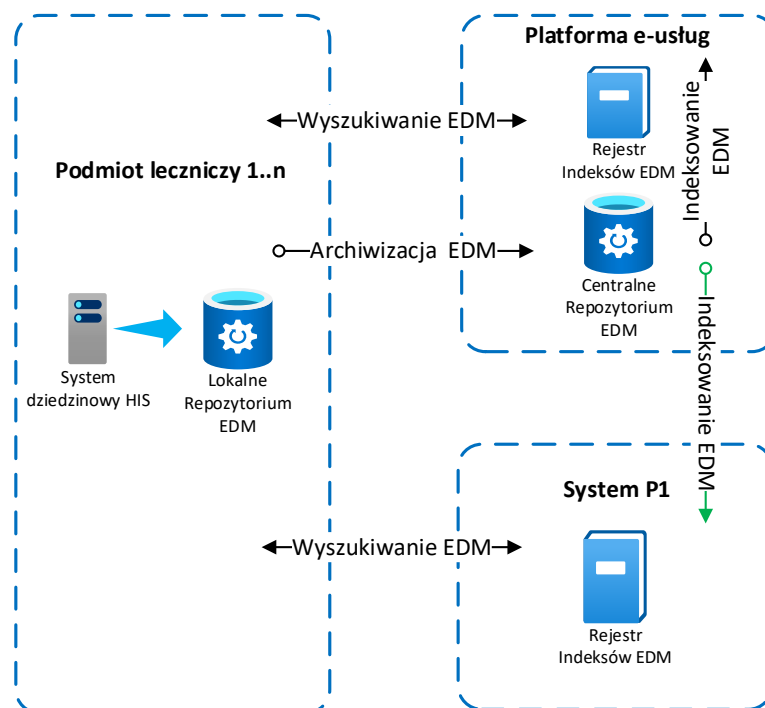 Platforma e-usług
Wyszukiwanie EDM
Rejestr
Indeksów EDM
Indeksowanie
EDM
Podmiot leczniczy 1..n
Archiwizacja EDM
Centralne
Repozytorium
EDM
Indeksowanie EDM
System
dziedzinowy HIS
Lokalne
Repozytorium
EDM
System P1
Wyszukiwanie EDM
Rejestr
Indeksów EDM